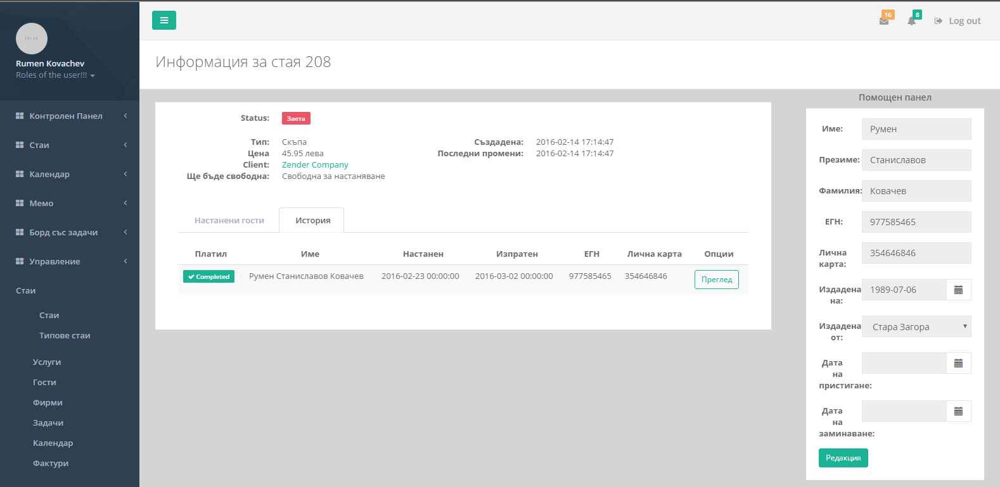 Rumen Kovachev
Roles of the user!!!
Контролен Панел
Стаи
Календар
Мемо
Борд със задачи
Управление
Стаи
Стаи
Типове стаи
Услуги
Гости
Фирми
Задачи
Календар
Фактури
16
8
Log out
Информация за стая 208
Status: Заета
Тип: Скъпа
Цена 45.95 лева
Client: Zender Company
Ще бъде свободна: Свободна за настаняване
Създадена: 2016-02-14 17:14:47
Последни промени: 2016-02-14 17:14:47
Настанени гости История
Платил Име Настанен Изпратен ЕГН Лична карта Опции
Completed Румен Станиславов Ковачев 2016-02-23 00:00:00 2016-03-02 00:00:00 977585465 354646846 Преглед
Помощен панел
Име: Румен
Презиме: Станиславов
Фамилия: Ковачев
ЕГН: 977585465
Лична 354646846
карта:
Издадена 1989-07-06
на:
Издадена Стара Загора
от:
Дата
на
пристигане:
Дата
на
заминаване:
Редакция